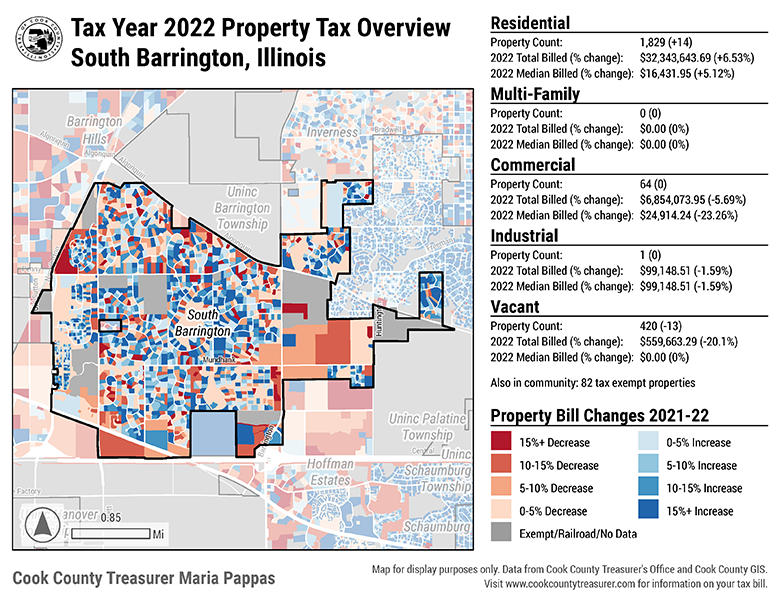 Tax Year 2022 Property Tax Overview
South Barrington, Illinois
Residential
Property Count: 1,829 (+14)
2022 Total Billed (% change): $32,343,643.69 (+6.53%)
2022 Median Billed (% change): $16,431.95 (+5.12%)
Multi-Family
Property Count: 0 (0)
2022 Total Billed (% change): $0.00 (0%)
2022 Median Billed (% change): $0.00 (0%)
Commercial
Property Count: 64 (0)
2022 Total Billed (% change): $6,854,073.95 (-5.69%)
2022 Median Billed (% change): $24,914.24 (-23.26%)
Industrial
Property Count: 1 (0)
2022 Total Billed (% change): $99,148.51 (-1.59%)
2022 Median Billed (% change): $99,148.51 (-1.59%)
Vacant
Property Count: 420 (-13)
2022 Total Billed (% change): $559,663.29 (-20.1%)
2022 Median Billed (% change): $0.00 (0%)
Also in community: 82 tax exempt properties
Property Bill Changes 2021-22
15%+ Decrease
10-15% Decrease
5-10% Decrease
0-5% Decrease
Exempt/Railroad/No Data
0-5% Increase
5-10% Increase
10-15% Increase
15%+ Increase
Barrington
Hills
Algonquin
Algonquin
Algonquin
Inverness
Bradwell
Uninc
Barrington
Township
South
Barrington
Mundhank
Uninc Palatine
Township
Central
Uninc
Schaumburg
Township
Hoffman
Estates
Schaumburg
Factory
anover
0.85
Mi
Cook County Treasurer Maria Pappas
Map for display purposes only. Data from Cook County Treasurer's Office and Cook County GIS.
Visit www.cookcountytreasurer.com for information on your tax bill.